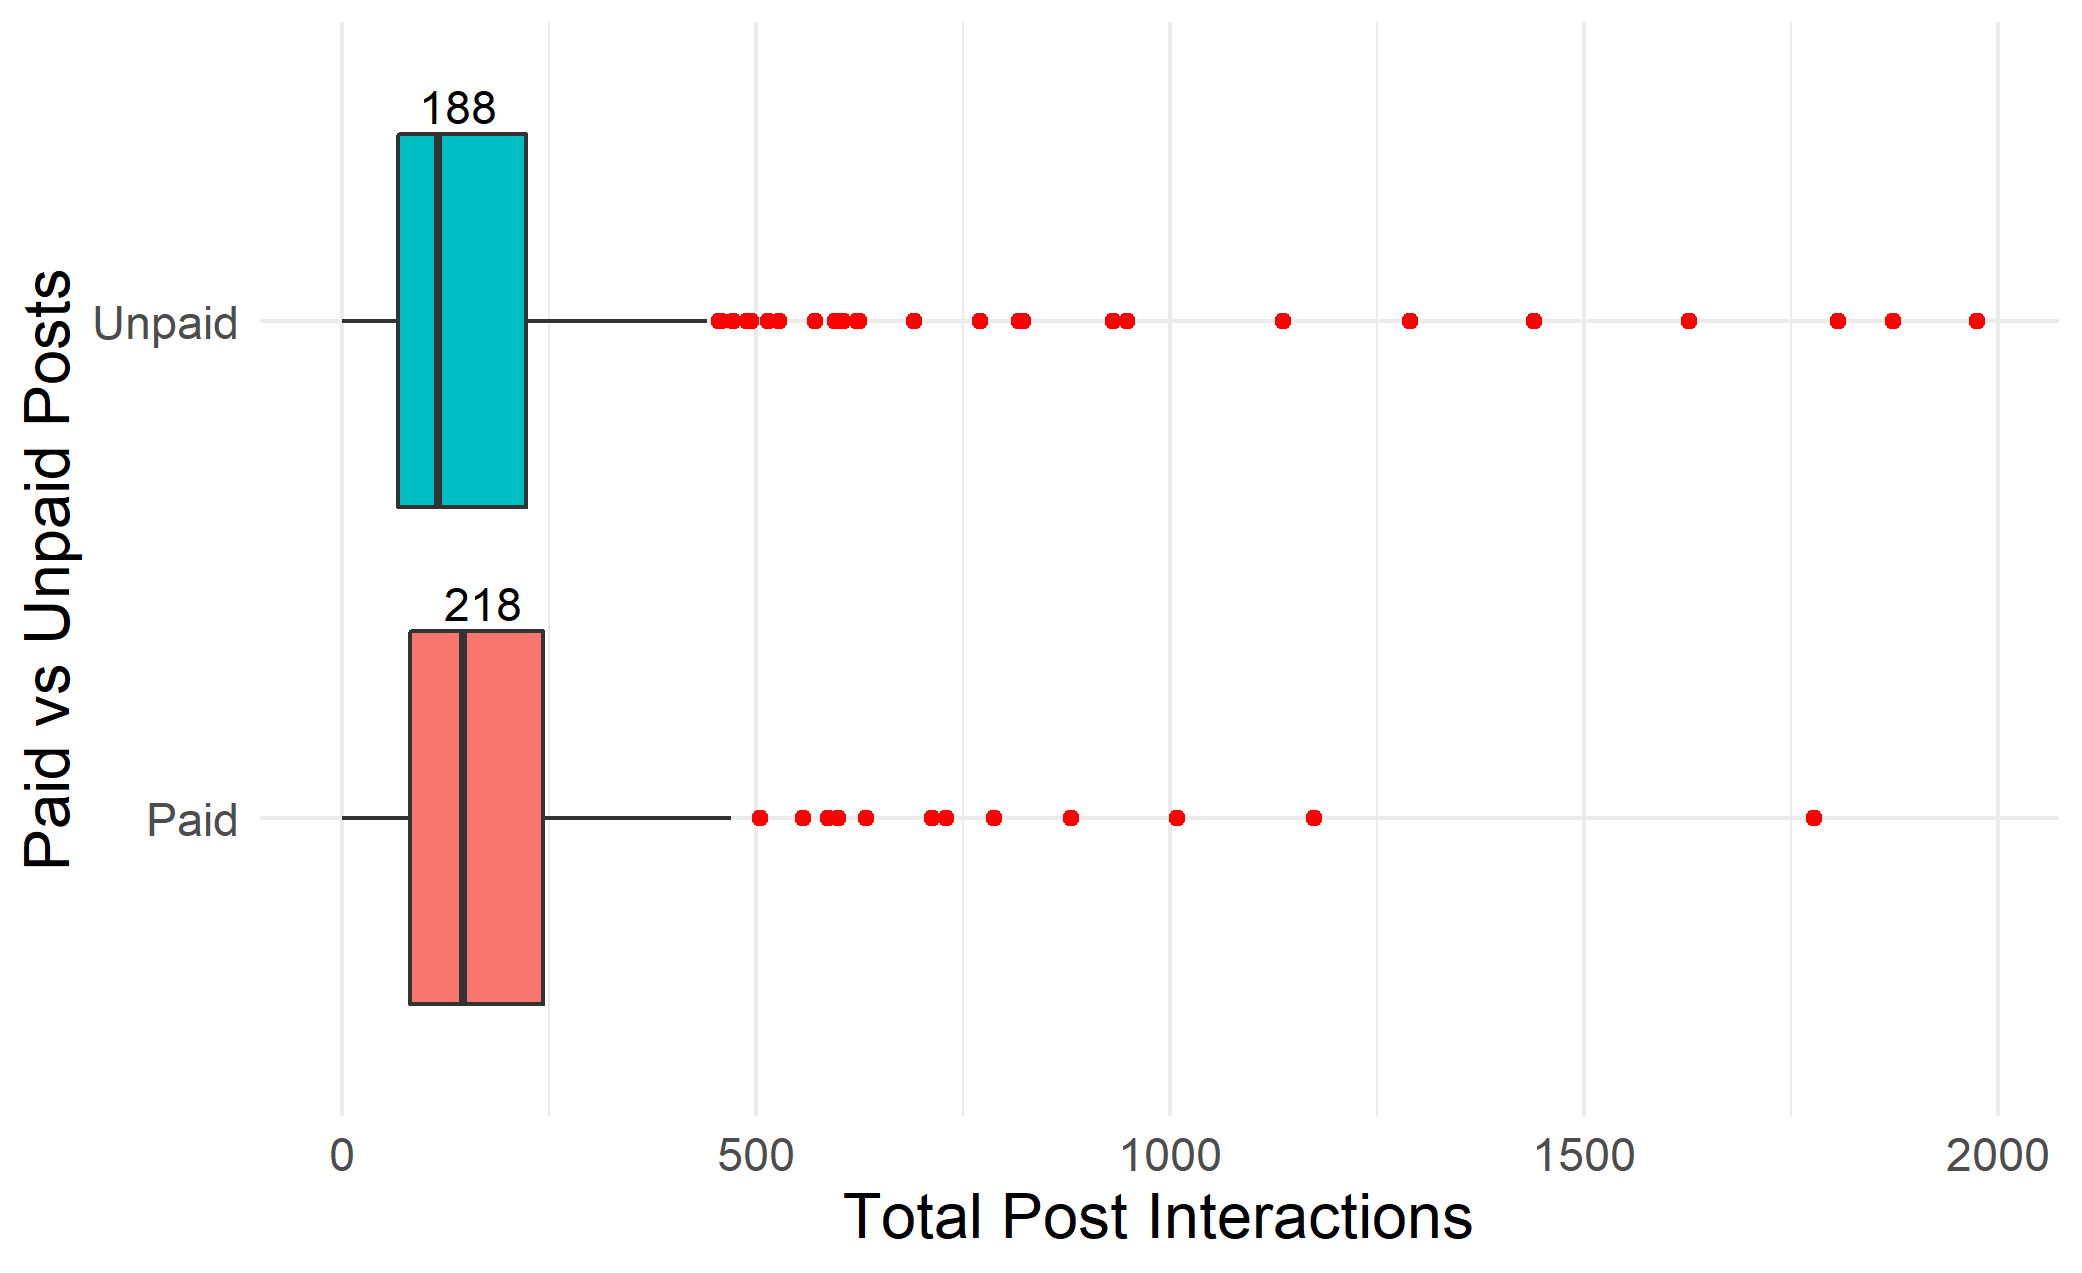 Paid vs Unpaid Posts
188
Unpaid
218
Paid
0 500 1000 1500 2000
Total Post Interactions